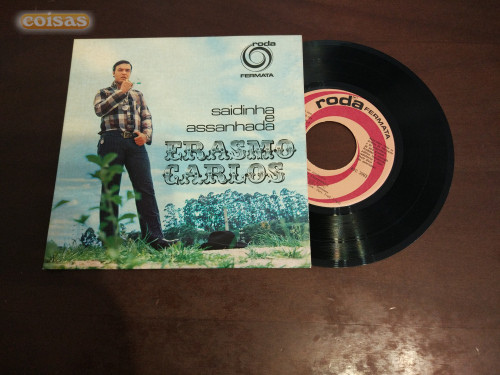 coisas
roda
FERMATA
saidinha
e
assanhada
ERASMO
CARLOS
roda
FERMATA